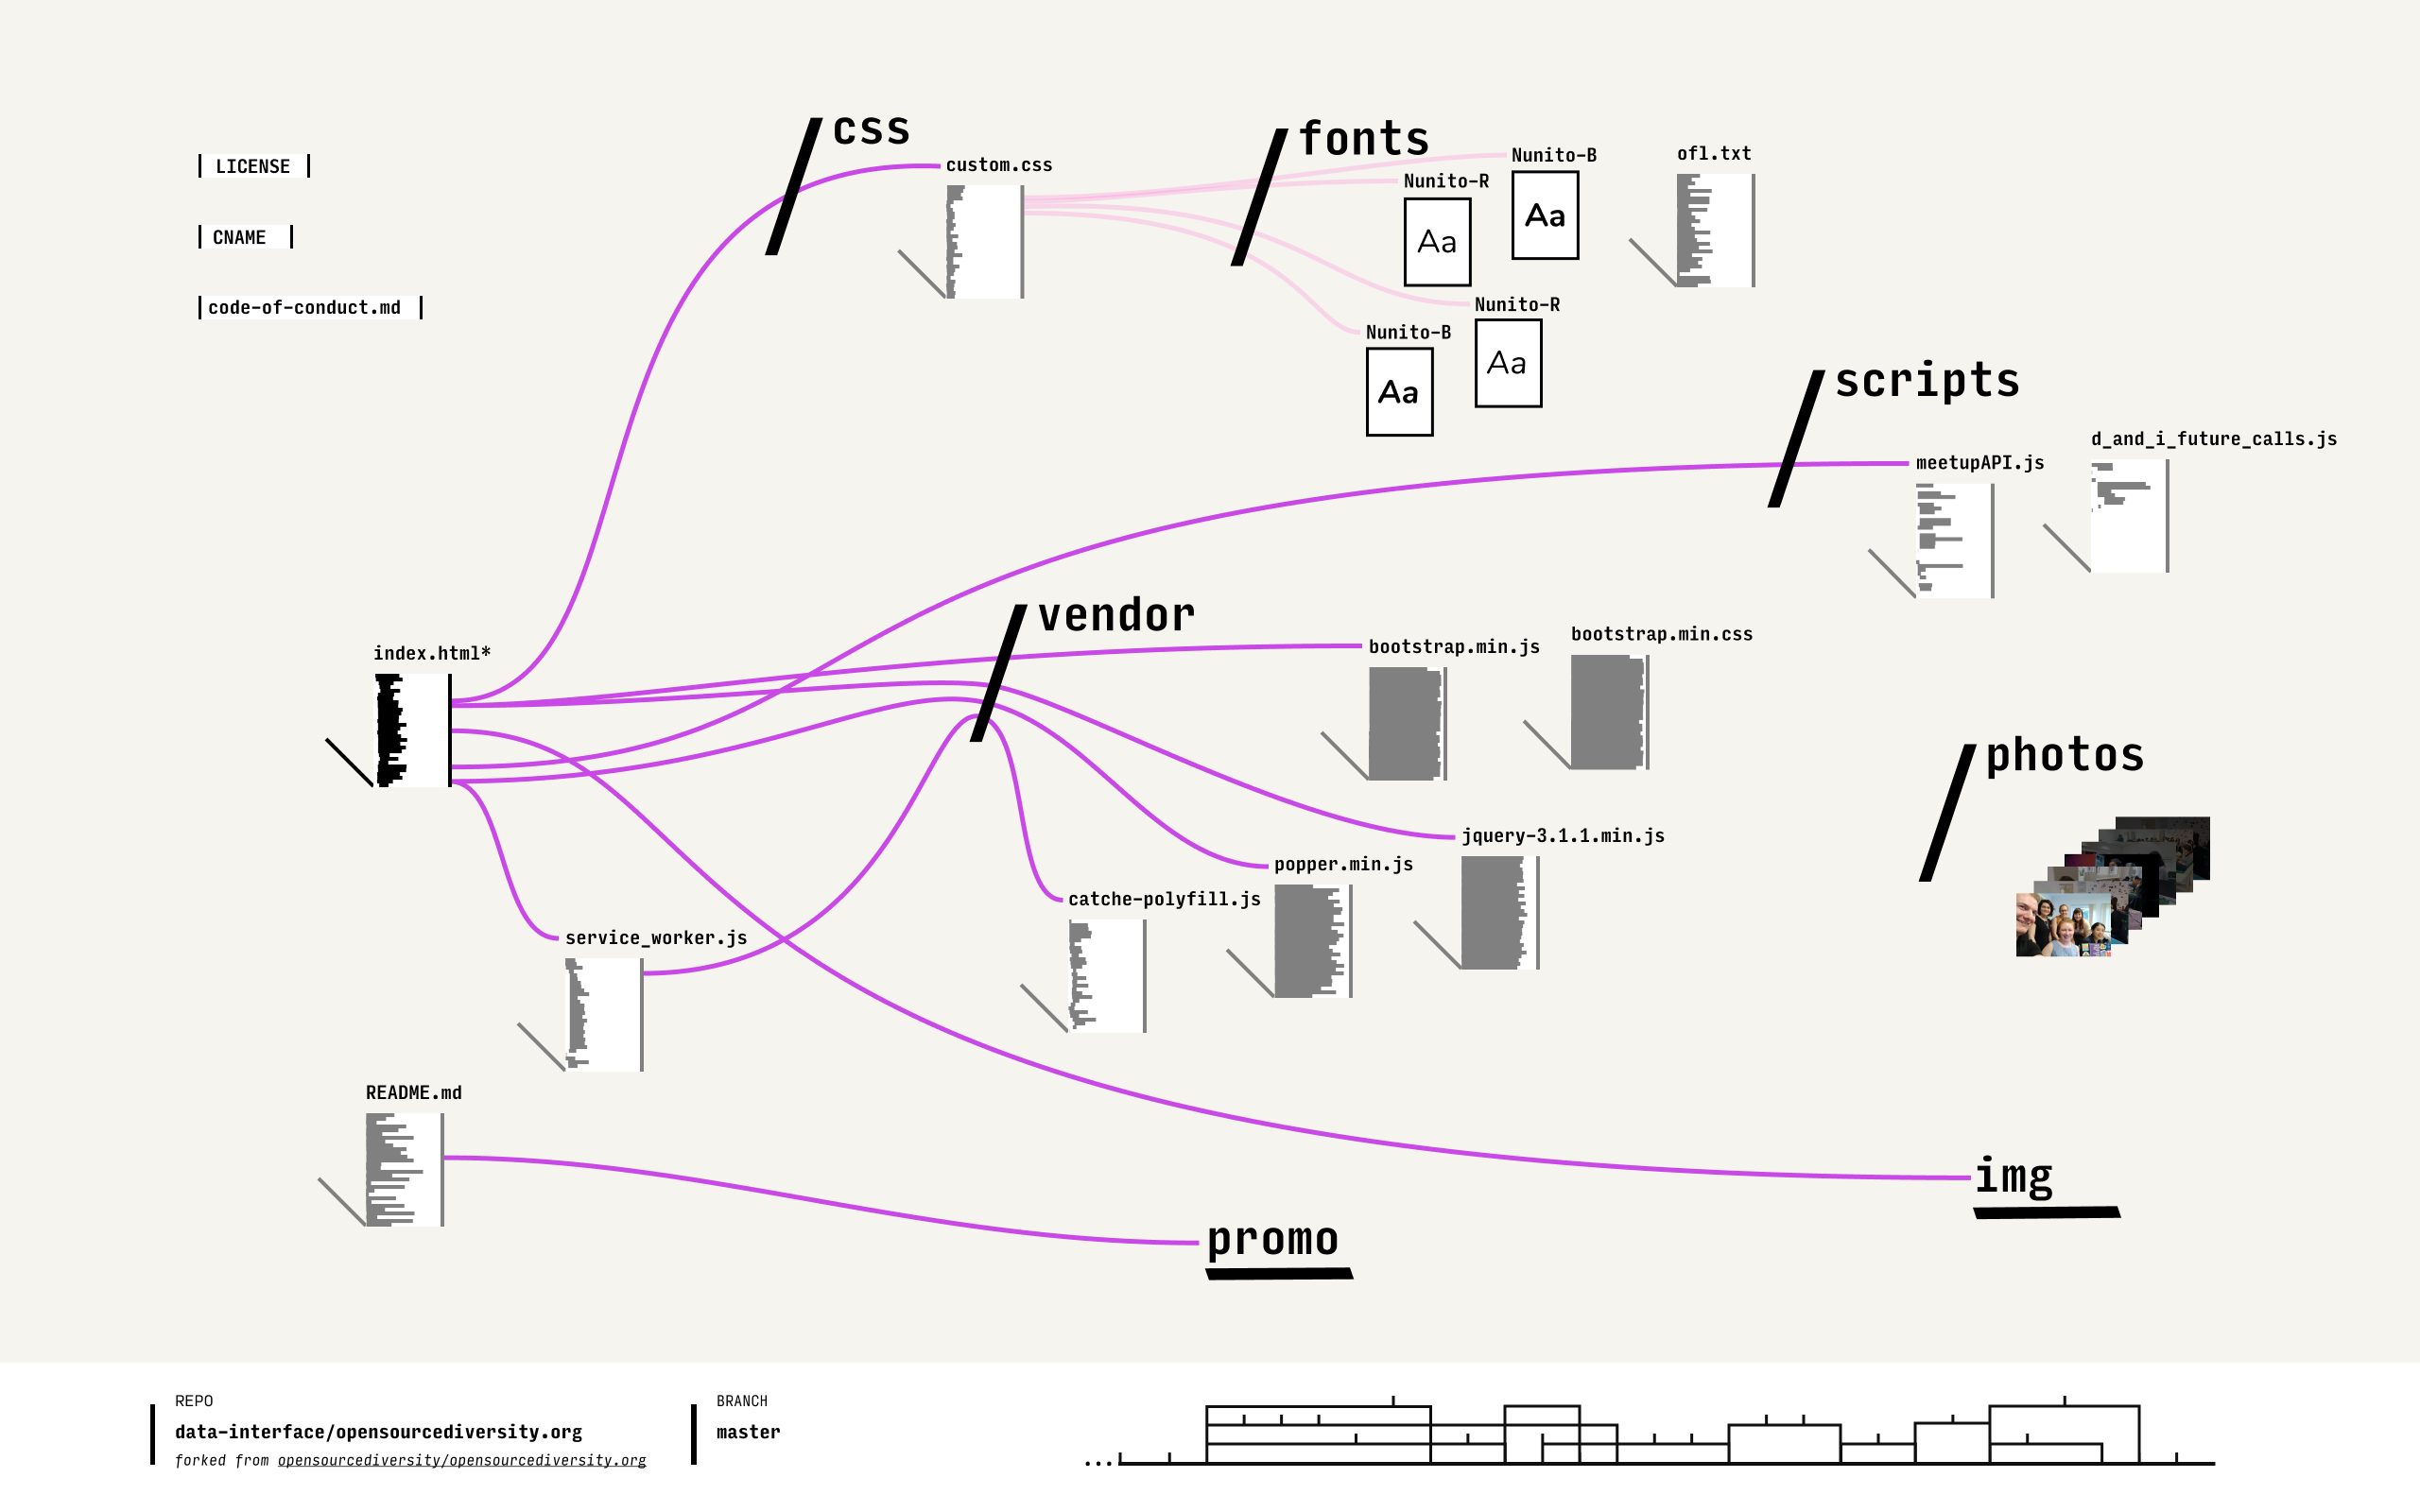 LICENSE
CNAME
code-of-conduct.md
css
custom.css
fonts
Nunito-B
Aa
Nunito-R
Aa
Nunito-R
Aa
Nunito-B
Aa
ofl.txt
scripts
meetupAPI.js
d_and_i_future_calls.js
index.html*
vendor
bootstrap.min.js
bootstrap.min.css
jquery-3.1.1.min.js
popper.min.js
catche-polyfill.js
service_worker.js
photos
README.md
img
promo
REPO
data-interface/opensourcediversity.org
forked from opensourcediversity/opensourcediversity.org
BRANCH
master